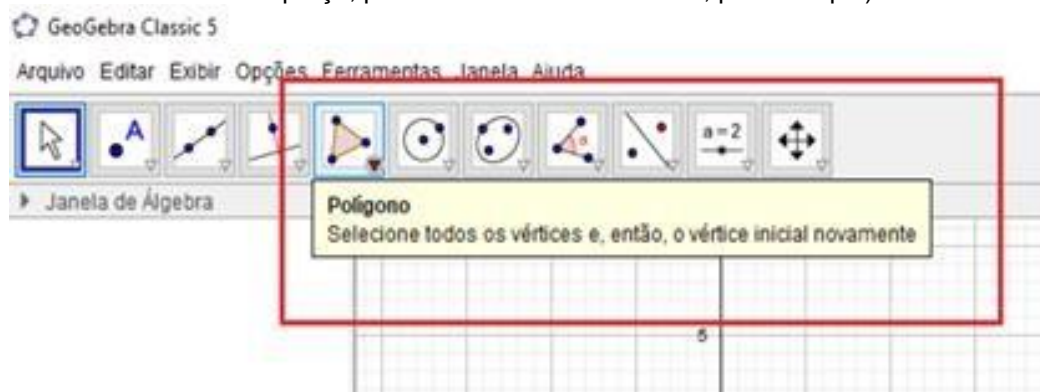 GeoGebra Classic 5
Arquivo Editar Exibir Opções Ferramentas Janela Ajuda
A
a=2
Janela de Álgebra
Polígono
Selecione todos os vértices e, então, o vértice inicial novamente
5